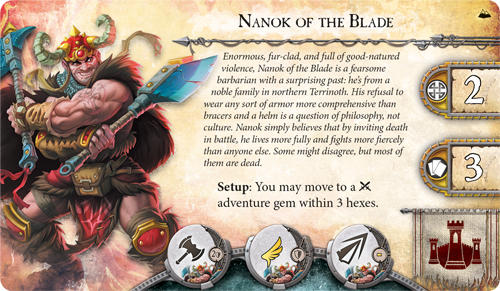 Nanok of the Blade
Enormous, fur-clad, and full of good-natured
violence, Nanok of the Blade is a fearsome
barbarian with a surprising past: he's from a
noble family in northern Terrinoth. His refusal to
wear any sort of armor more comprehensive than
bracers and a helm is a question of philosophy, not
culture. Nanok simply believes that by inviting death
in battle, he lives more fully and fights more fiercely
than anyone else. Some might disagree, but most of
them are dead.
2
3
Setup: You may move to a
adventure gem within 3 hexes.